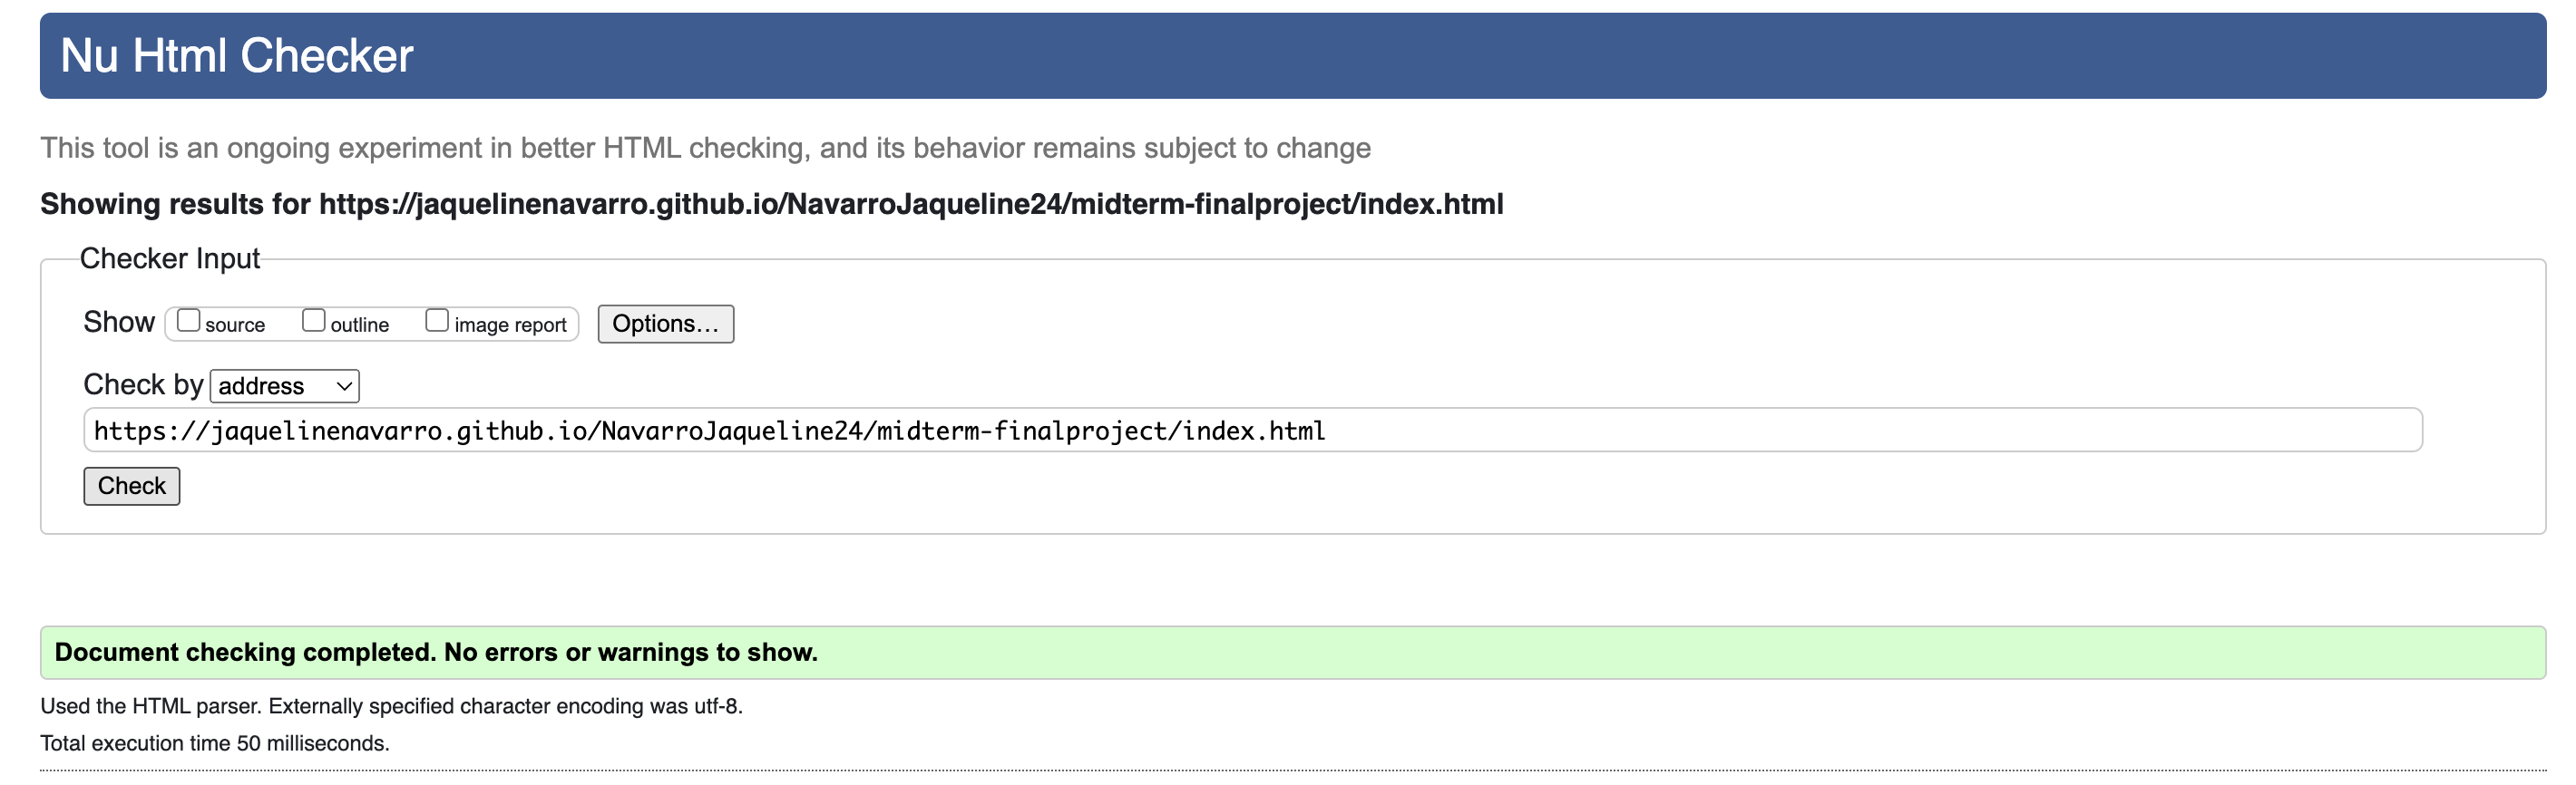 Nu Html Checker
This tool is an ongoing experiment in better HTML checking, and its behavior remains subject to change
Showing results for https://jaquelinenavarro.github.io/NavarroJaqueline24/midterm-finalproject/index.html
Checker Input
Show source outline image report Options…
Check by address
https://jaquelinenavarro.github.io/NavarroJaqueline24/midterm-finalproject/index.html
Check
Document checking completed. No errors or warnings to show.
Used the HTML parser. Externally specified character encoding was utf-8.
Total execution time 50 milliseconds.